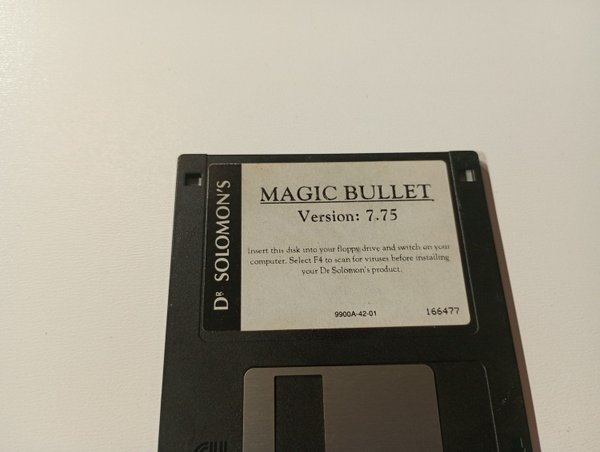 DR SOLOMON'S
MAGIC BULLET
Version: 7.75
Insert this disk into your floppy drive and switch on your
computer. Select F4 to scan for viruses before installing
your Dr Solomon's product.
9900A-42-01
166477